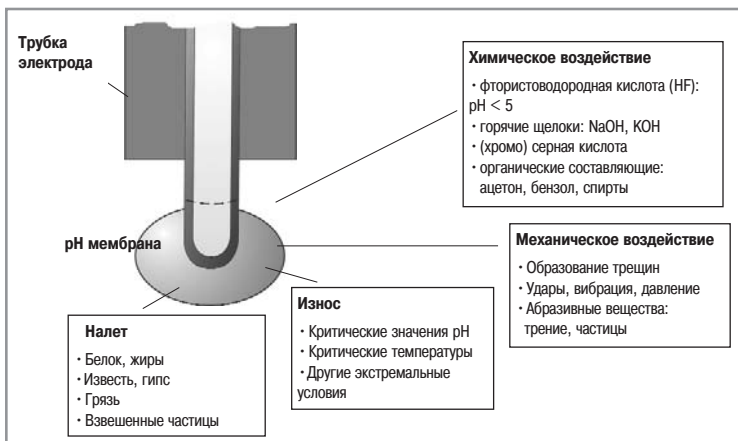 Трубка
электрода
Химическое воздействие
· фтористоводородная кислота (HF):
pH < 5
· горячие щелоки: NaOH, KOH
· (хромо) серная кислота
· органические составляющие:
ацетон, бензол, спирты
pH мембрана
Механическое воздействие
· Образование трещин
· Удары, вибрация, давление
· Абразивные вещества:
трение, частицы
Износ
· Критические значения pH
· Критические температуры
· Другие экстремальные
условия
Налет
· Белок, жиры
· Известь, гипс
· Грязь
· Взвешенные частицы